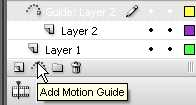 Guide: Layer 2
Layer 2
Layer 1
Add Motion Guide